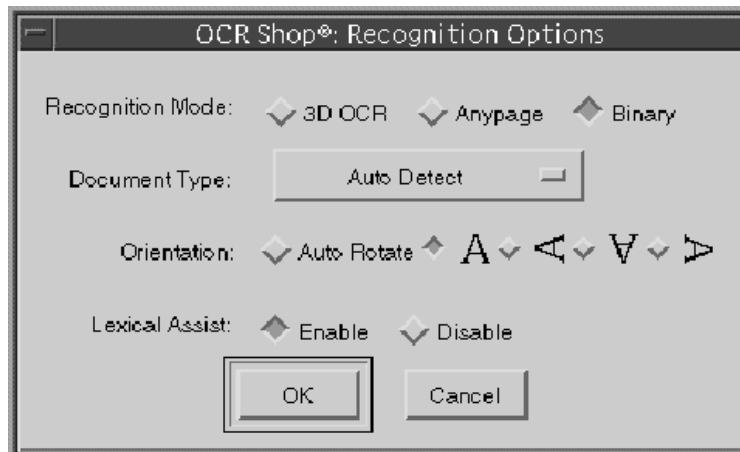 OCR Shop®: Recognition Options
Recognition Mode: 3D OCR Anypage Binary
Document Type: Auto Detect
Orientation: Auto Rotate A A A A
Lexical Assist: Enable Disable
OK Cancel